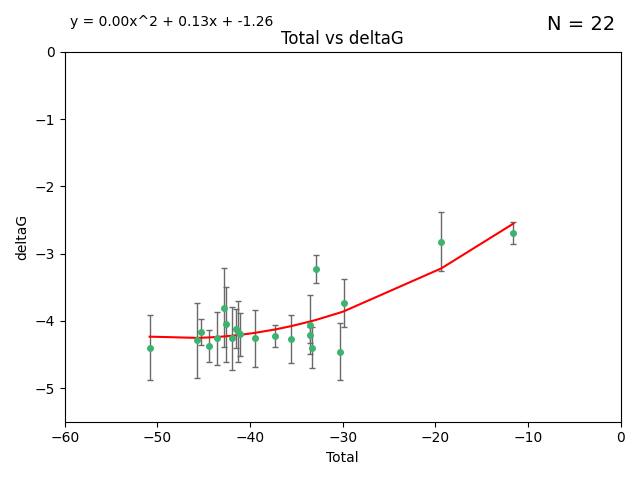 y = 0.00x^2 + 0.13x + -1.26
N = 22
Total vs deltaG
0
−1
−2
−3
−4
−5
deltaG
−60 −50 −40 −30 −20 −10 0
Total